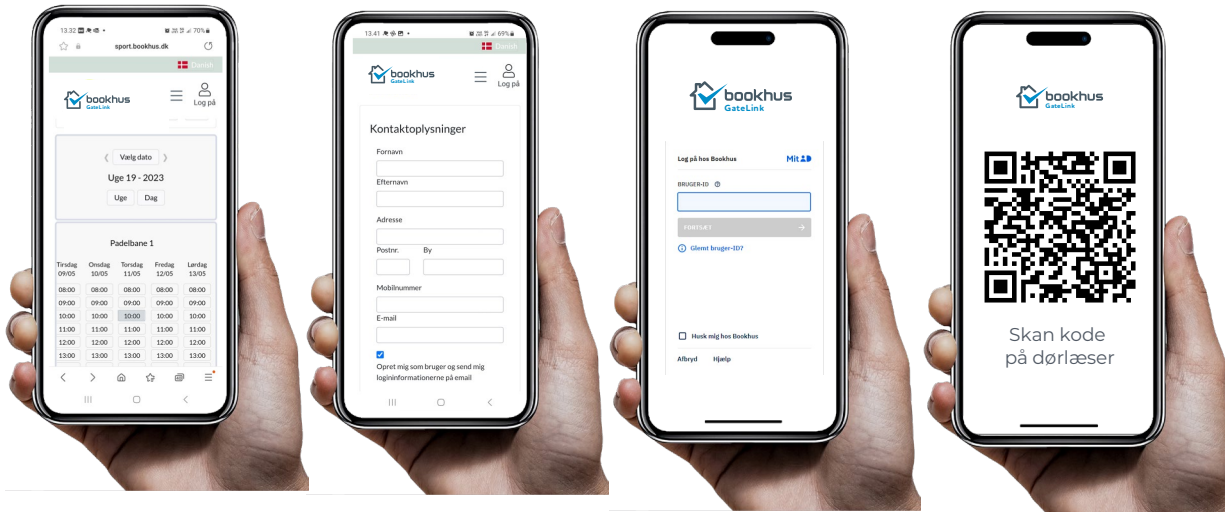 13.32
70%
sport.bookhus.dk
Danish
bookhus
GateLink
Log på
Vælg dato
Uge 19 - 2023
Uge Dag
Padelbane 1
Tirsdag Onsdag Torsdag Fredag Lørdag
09/05 10/05 11/05 12/05 13/05
08:00 08:00 08:00 08:00 08:00
09:00 09:00 09:00 09:00 09:00
10:00 10:00 10:00 10:00 10:00
11:00 11:00 11:00 11:00 11:00
12:00 12:00 12:00 12:00 12:00
13:00 13:00 13:00 13:00 13:00
13.41
69%
Danish
bookhus
GateLink
Log på
Kontaktoplysninger
Fornavn
Efternavn
Adresse
Postnr. By
Mobilnummer
E-mail
Opret mig som bruger og send mig
logininformationerne på email
bookhus
GateLink
Log på hos Bookhus
Mit
BRUGER-ID
FORTSÆT
Glemt bruger-ID?
Husk mig hos Bookhus
Afbryd Hjælp
bookhus
GateLink
Skan kode
på dørlæser